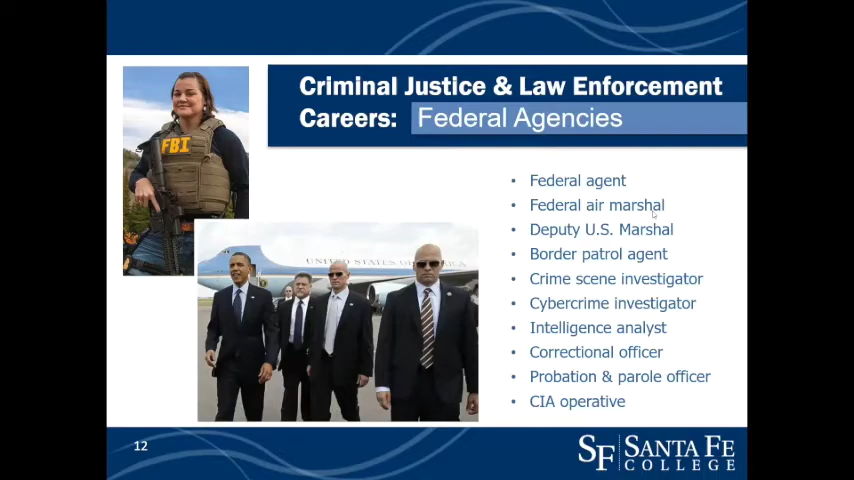 Criminal Justice & Law Enforcement
Careers: Federal Agencies
FBI
UNITED STATES OF AMERICA
• Federal agent
• Federal air marshal
• Deputy U.S. Marshal
• Border patrol agent
• Crime scene investigator
• Cybercrime investigator
• Intelligence analyst
• Correctional officer
• Probation & parole officer
• CIA operative
12
SF SANTA FE
COLLEGE